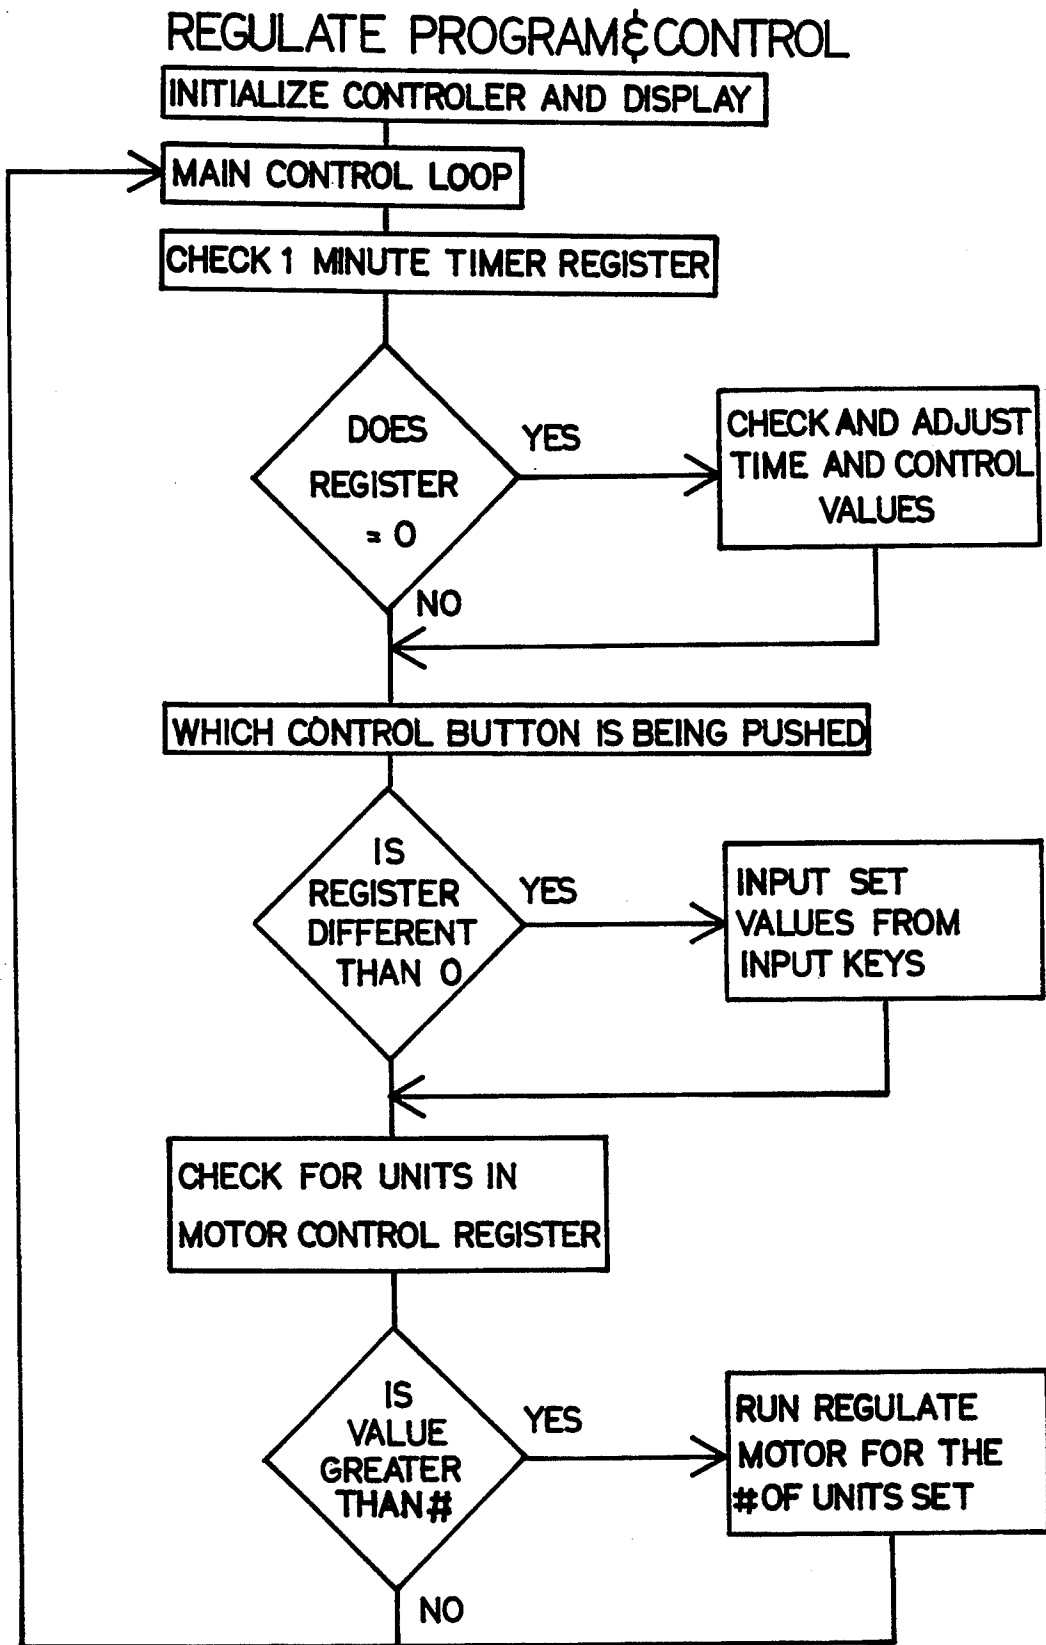 REGULATE PROGRAM&CONTROL
INITIALIZE CONTROLER AND DISPLAY
MAIN CONTROL LOOP
CHECK 1 MINUTE TIMER REGISTER
DOES
REGISTER
= 0
YES
CHECK AND ADJUST
TIME AND CONTROL
VALUES
NO
WHICH CONTROL BUTTON IS BEING PUSHED
IS
REGISTER
DIFFERENT
THAN 0
YES
INPUT SET
VALUES FROM
INPUT KEYS
CHECK FOR UNITS IN
MOTOR CONTROL REGISTER
IS
VALUE
GREATER
THAN #
YES
RUN REGULATE
MOTOR FOR THE
# OF UNITS SET
NO